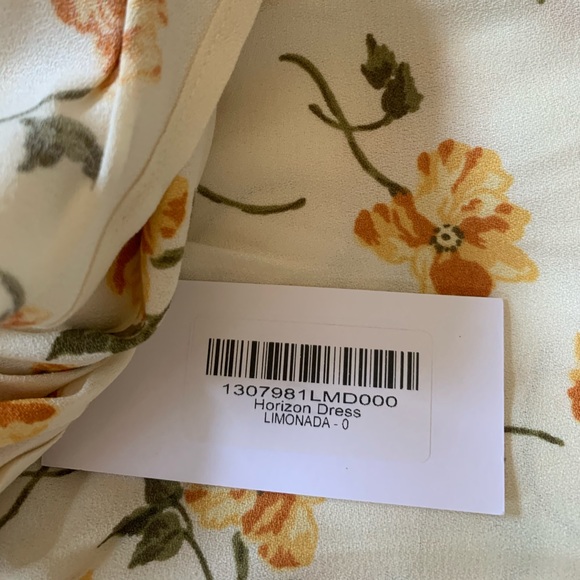 1307981LMD000
Horizon Dress
LIMONADA - 0